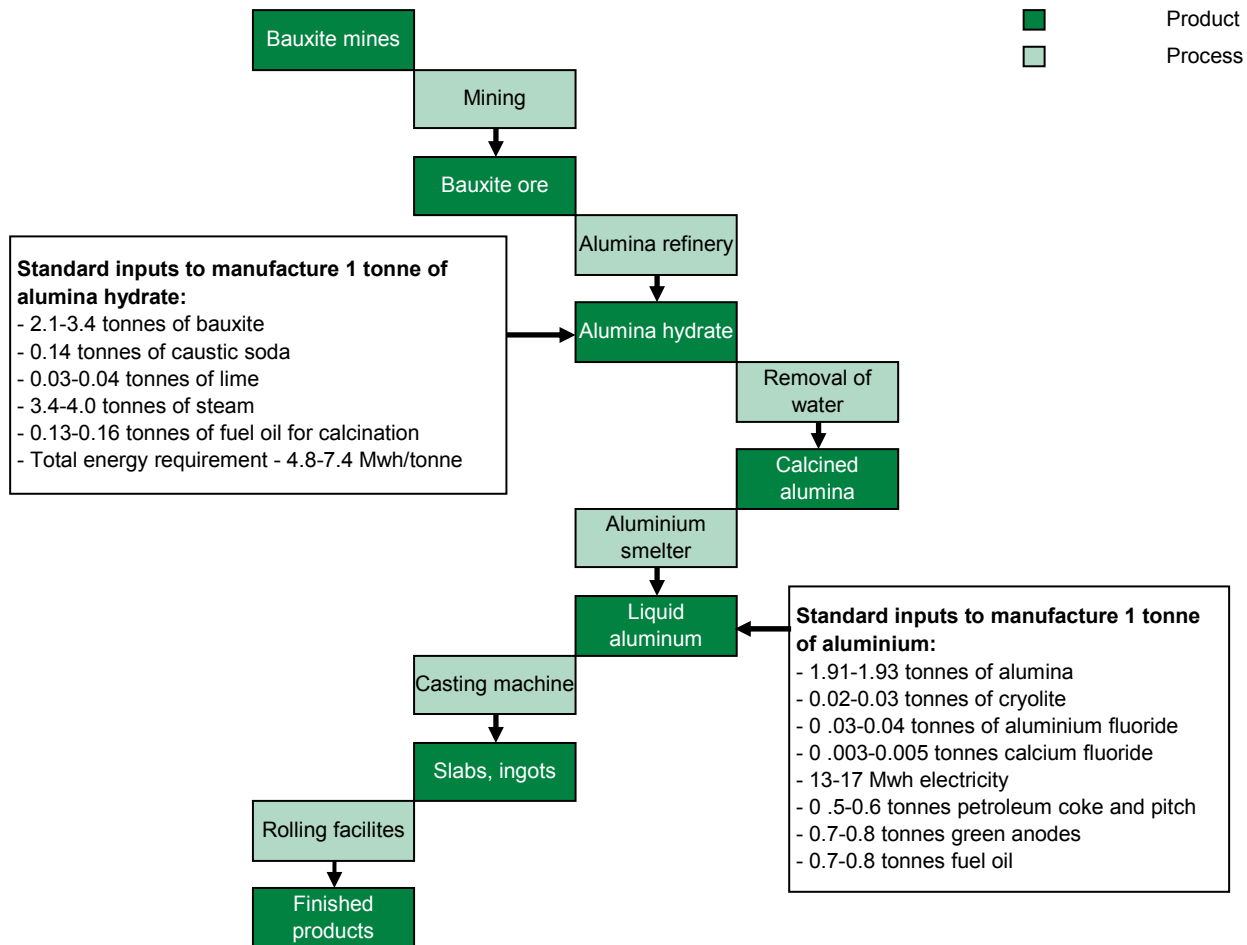 Bauxite mines
Product
Process
Mining
Bauxite ore
Alumina refinery
Standard inputs to manufacture 1 tonne of
alumina hydrate:
- 2.1-3.4 tonnes of bauxite
- 0.14 tonnes of caustic soda
- 0.03-0.04 tonnes of lime
- 3.4-4.0 tonnes of steam
- 0.13-0.16 tonnes of fuel oil for calcination
- Total energy requirement - 4.8-7.4 Mwh/tonne
Alumina hydrate
Removal of
water
Calcined
alumina
Aluminium
smelter
Liquid
aluminum
Standard inputs to manufacture 1 tonne
of aluminium:
- 1.91-1.93 tonnes of alumina
- 0.02-0.03 tonnes of cryolite
- 0 .03-0.04 tonnes of aluminium fluoride
- 0 .003-0.005 tonnes calcium fluoride
- 13-17 Mwh electricity
- 0 .5-0.6 tonnes petroleum coke and pitch
- 0.7-0.8 tonnes green anodes
- 0.7-0.8 tonnes fuel oil
Casting machine
Slabs, ingots
Rolling facilites
Finished
products